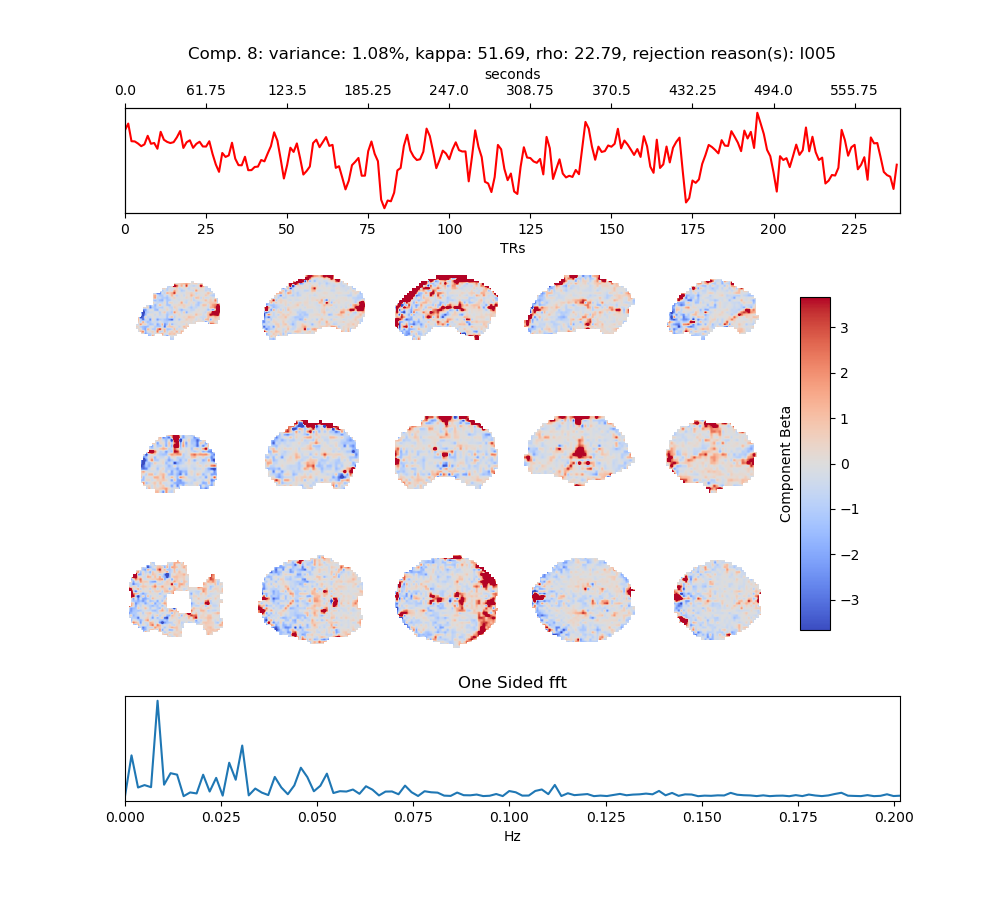 Comp. 8: variance: 1.08%, kappa: 51.69, rho: 22.79, rejection reason(s): I005
seconds
0.0 61.75 123.5 185.25 247.0 308.75 370.5 432.25 494.0 555.75
0 25 50 75 100 125 150 175 200 225
TRs
3
2
1
0
−1
−2
−3
Component Beta
One Sided fft
0.000 0.025 0.050 0.075 0.100 0.125 0.150 0.175 0.200
Hz